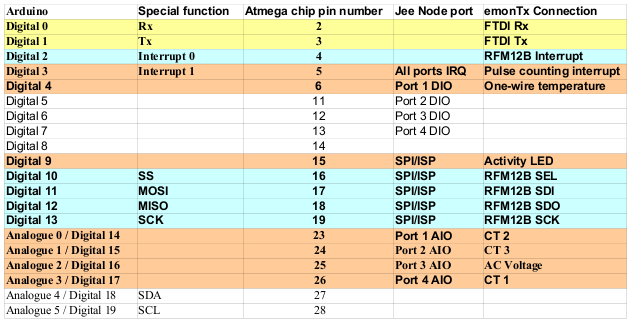 Arduino Special function Atmega chip pin number Jee Node port emonTx Connection
Digital 0 Rx 2 FTDI Rx
Digital 1 Tx 3 FTDI Tx
Digital 2 Interrupt 0 4 RFM12B Interrupt
Digital 3 Interrupt 1 5 All ports IRQ Pulse counting interrupt
Digital 4 6 Port 1 DIO One-wire temperature
Digital 5 11 Port 2 DIO
Digital 6 12 Port 3 DIO
Digital 7 13 Port 4 DIO
Digital 8 14
Digital 9 15 SPI/ISP Activity LED
Digital 10 SS 16 SPI/ISP RFM12B SEL
Digital 11 MOSI 17 SPI/ISP RFM12B SDI
Digital 12 MISO 18 SPI/ISP RFM12B SDO
Digital 13 SCK 19 SPI/ISP RFM12B SCK
Analogue 0 / Digital 14 23 Port 1 AIO CT 2
Analogue 1 / Digital 15 24 Port 2 AIO CT 3
Analogue 2 / Digital 16 25 Port 3 AIO AC Voltage
Analogue 3 / Digital 17 26 Port 4 AIO CT 1
Analogue 4 / Digital 18 SDA 27
Analogue 5 / Digital 19 SCL 28